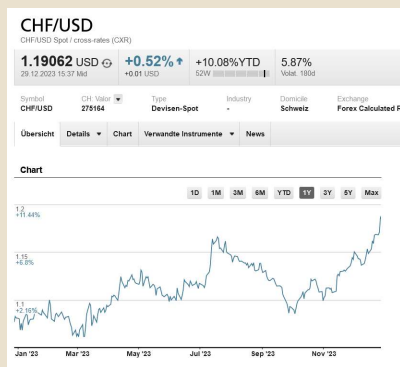 CHF/USD
CHF/USD Spot / cross-rates (CXR)
1.19062 USD +0.52% +10.08%YTD 5.87%
29.12.2023 15:37 Mid +0.01 USD 52W Volat. 180d
Symbol CH: Valor Type Industry Domicile Exchange
CHF/USD 275164 Devisen-Spot - Schweiz Forex Calculated R
Übersicht Details Chart Verwandte Instrumente News
Chart
1D 1M 3M 6M YTD 1Y 3Y 5Y Max
1.2
+11.44%
1.15
+6.8%
1.1
+2.16%
Jan '23 Mar '23 May '23 Jul '23 Sep '23 Nov '23